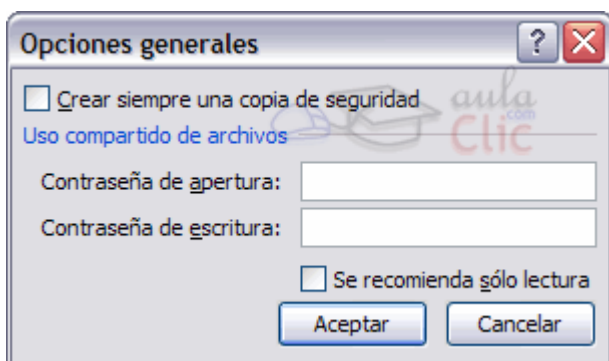 Opciones generales
?
Crear siempre una copia de seguridad
aula
.com
Clic
Uso compartido de archivos
Contraseña de apertura:
Contraseña de escritura:
Se recomienda sólo lectura
Aceptar Cancelar